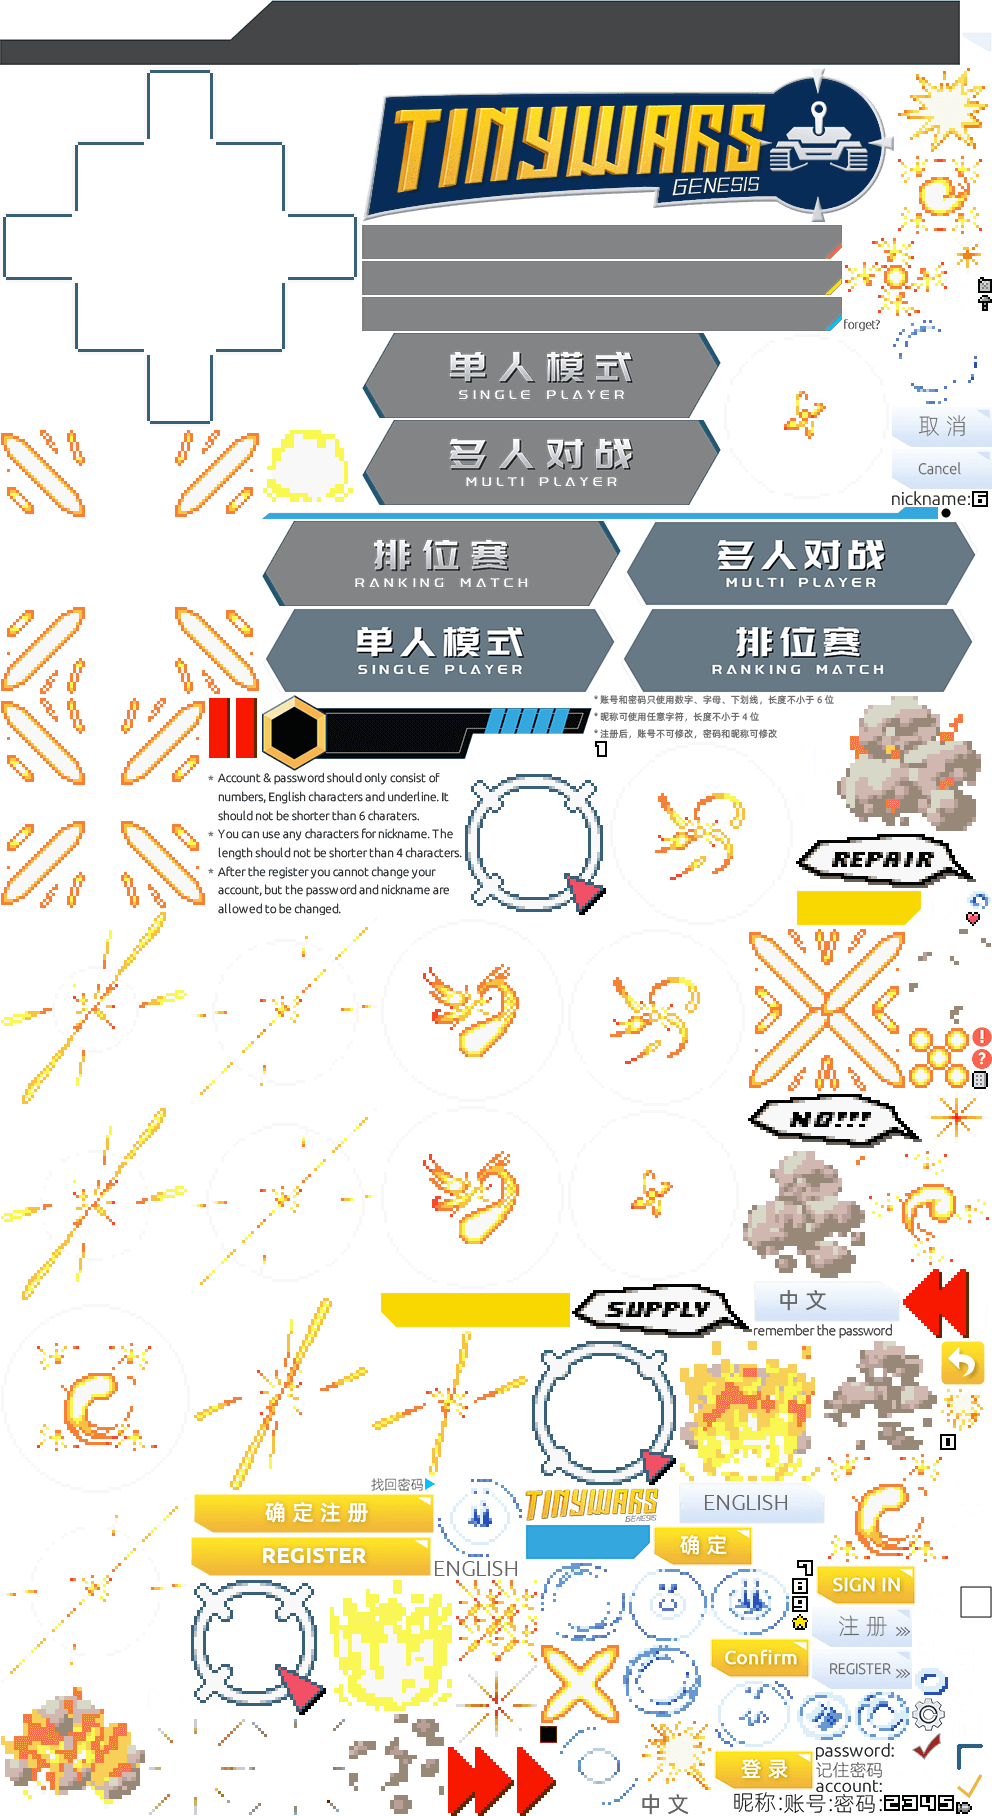 TINYWARS
GENESIS
forget?
单人模式
SINGLE PLAYER
多人对战
MULTI PLAYER
取消
Cancel
nickname:6
排位赛
RANKING MATCH
多人对战
MULTI PLAYER
单人模式
SINGLE PLAYER
排位赛
RANKING MATCH
* 账号和密码只使用数字、字母、下划线，长度不小于 6 位
* 昵称可使用任意字符，长度不小于 4 位
* 注册后，账号不可修改，密码和昵称可修改
1
* Account & password should only consist of
numbers, English characters and underline. It
should not be shorter than 6 charaters.
* You can use any characters for nickname. The
length should not be shorter than 4 characters.
* After the register you cannot change your
account, but the password and nickname are
allowed to be changed.
REPAIR
!
?
NO!!!
SUPPLY
中文
remember the password
0
找回密码
TINYWARS
GENESIS
ENGLISH
确定注册
确定
REGISTER
ENGLISH
7
8
9
SIGN IN
注册 »
Confirm
REGISTER »
登录
password:
记住密码
account:
中文
昵称:账号:密码:2345